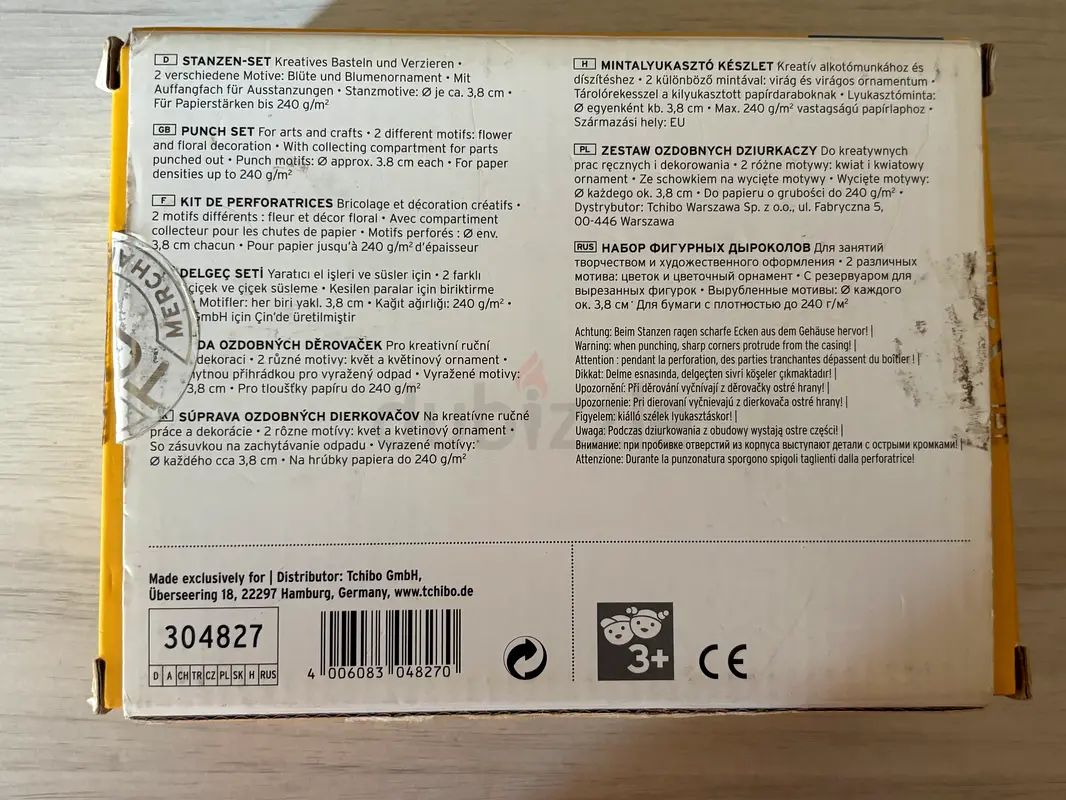 D STANZEN-SET Kreatives Basteln und Verzieren •
2 verschiedene Motive: Blüte und Blumenornament • Mit
Auffangfach für Ausstanzungen • Stanzmotive: Ø je ca. 3,8 cm •
Für Papierstärken bis 240 g/m²
GB PUNCH SET For arts and crafts • 2 different motifs: flower
and floral decoration • With collecting compartment for parts
punched out • Punch motifs: Ø approx. 3.8 cm each • For paper
densities up to 240 g/m²
F KIT DE PERFORATRICES Bricolage et décoration créatifs •
2 motifs différents : fleur et décor floral • Avec compartiment
collecteur pour les chutes de papier • Motifs perforés : Ø env.
3,8 cm chacun • Pour papier jusqu'à 240 g/m² d'épaisseur
DELGEÇ SETİ Yaratıcı el işleri ve süsler için • 2 farklı
çiçek ve çiçek süsleme • Kesilen paralar için biriktirme
Motifler: her biri yakl. 3,8 cm • Kağıt ağırlığı: 240 g/m² •
GmbH için Çin'de üretilmiştir
OZDOBNÝCH DĚROVAČEK Pro kreativní ruční
dekoraci • 2 různé motivy: květ a květinový ornament •
přihrádkou pro vyražený odpad • Vyražené motivy:
3,8 cm • Pro tloušťky papíru do 240 g/m²
SÚPRAVA OZDOBNÝCH DIERKOVAČOV Na kreatívne ručné
práce a dekorácie • 2 rôzne motívy: kvet a kvetinový ornament •
So zásuvkou na zachytávanie odpadu • Vyrazené motívy:
Ø každého cca 3,8 cm • Na hrúbky papiera do 240 g/m²
MERCHA
H MINTALYUKASZTÓ KÉSZLET Kreatív alkotómunkához és
díszítéshez • 2 különböző mintával: virág és virágos ornamentum •
Tárolórekesszel a kilyukasztott papírdaraboknak • Lyukasztóminta:
Ø egyenként kb. 3,8 cm • Max. 240 g/m² vastagságú papírlaphoz •
Származási hely: EU
PL ZESTAW OZDOBNYCH DZIURKACZY Do kreatywnych
prac ręcznych i dekorowania • 2 różne motywy: kwiat i kwiatowy
ornament • Ze schowkiem na wycięte motywy • Wycięte motywy:
Ø każdego ok. 3,8 cm • Do papieru o grubości do 240 g/m² •
Dystrybutor: Tchibo Warszawa Sp. z o.o., ul. Fabryczna 5,
00-446 Warszawa
RUS НАБОР ФИГУРНЫХ ДЫРОКОЛОВ Для занятий
творчеством и художественного оформления • 2 различных
мотива: цветок и цветочный орнамент • С резервуаром для
вырезанных фигурок • Вырубленные мотивы: Ø каждого
ок. 3,8 см • Для бумаги с плотностью до 240 г/м²
Achtung: Beim Stanzen ragen scharfe Ecken aus dem Gehäuse hervor! |
Warning: when punching, sharp corners protrude from the casing! |
Attention : pendant la perforation, des parties tranchantes dépassent du boîtier ! |
Dikkat: Delme esnasında, delgeçten sivri köşeler çıkmaktadır! |
Upozornění: Při děrování vyčnívají z děrovačky ostré hrany! |
Upozornenie: Pri dierovaní vyčnievajú z dierkovača ostré hrany! |
Figyelem: kiálló szélek lyukasztáskor! |
Uwaga: Podczas dziurkowania z obudowy wystają ostre części! |
Внимание: при пробивке отверстий из корпуса выступают детали с острыми кромками! |
Attenzione: Durante la punzonatura sporgono spigoli taglienti dalla perforatrice!
dubiz
Made exclusively for | Distributor: Tchibo GmbH,
Überseering 18, 22297 Hamburg, Germany, www.tchibo.de
304827
D A CH TR CZ PL SK H RUS
4 006083 048270
3+
CE